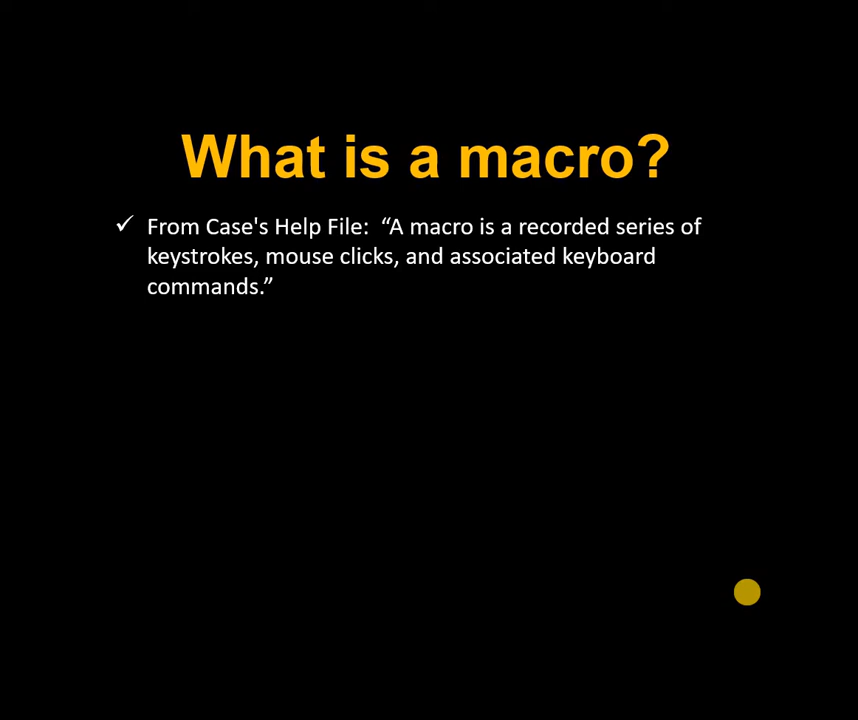 What is a macro?
✓ From Case's Help File:  “A macro is a recorded series of
keystrokes, mouse clicks, and associated keyboard
commands.”